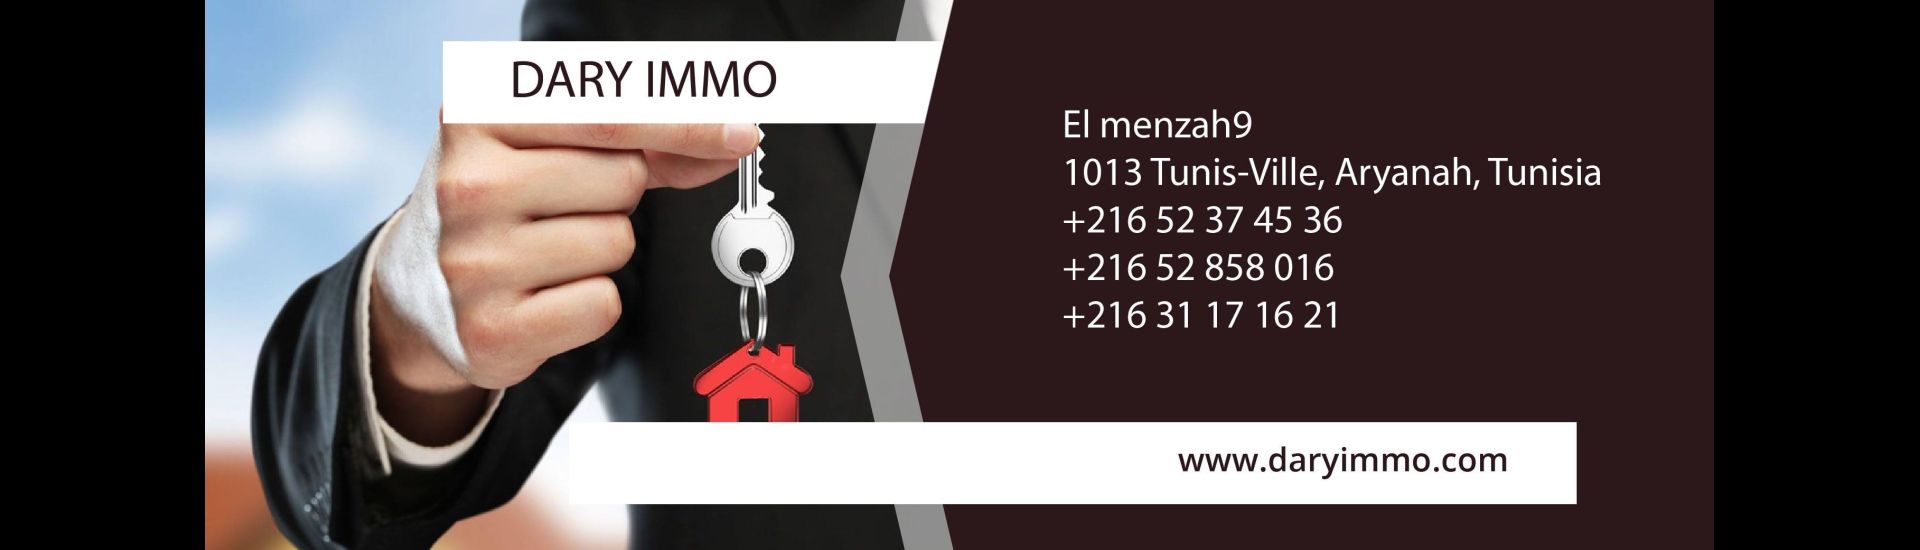 DARY IMMO
El menzah9
1013 Tunis-Ville, Aryanah, Tunisia
+216 52 37 45 36
+216 52 858 016
+216 31 17 16 21
www.daryimmo.com